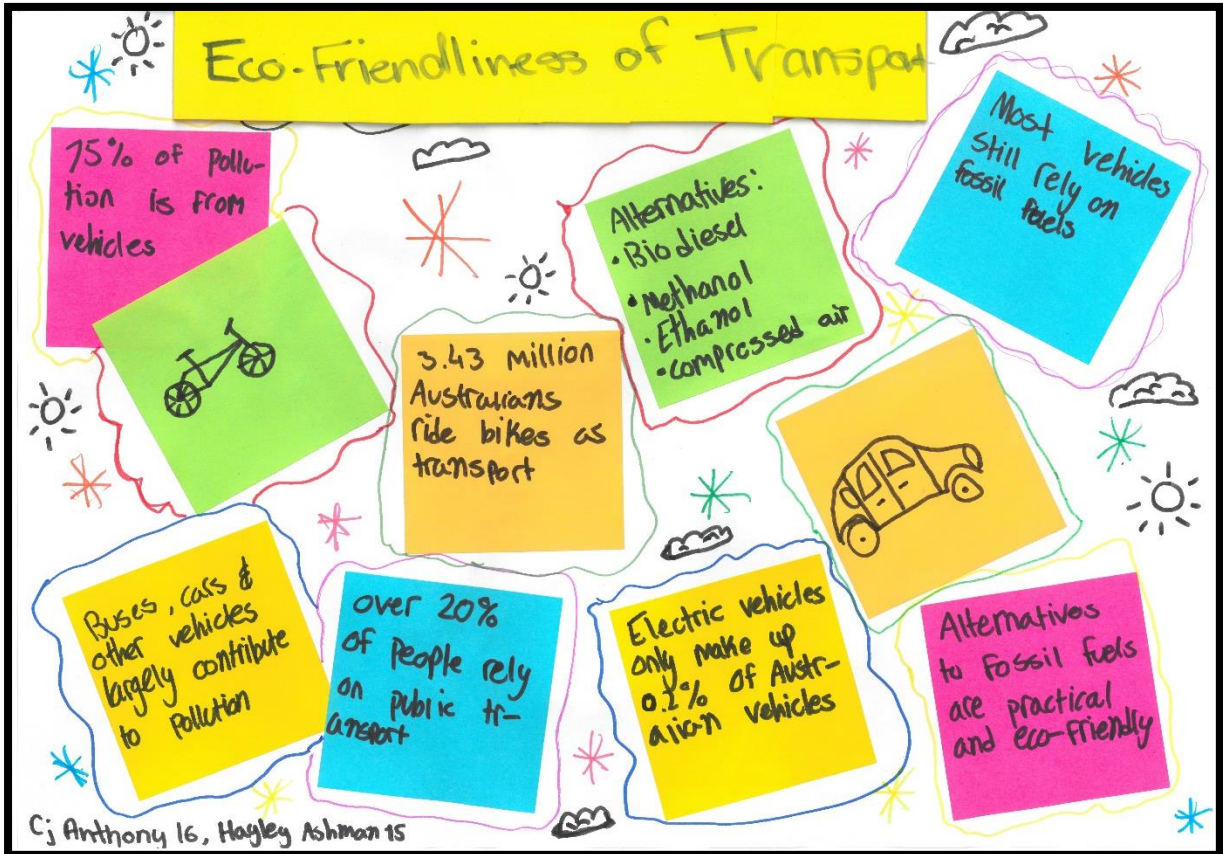 Eco-Friendliness of Transport
75% of Pollu-
tion is from
vehicles
Alternatives:
• Biodiesel
• Methanol
• Ethanol
• compressed air
Most vehicles
still rely on
fossil fuels
3.43 million
Australians
ride bikes as
transport
Buses, cars &
other vehicles
largely contribute
to Pollution
over 20%
of People rely
on public tr-
ansport
Electric vehicles
only make up
0.2% of Austr-
alian vehicles
Alternatives
to Fossil fuels
are practical
and eco-friendly
Cj Anthony 16, Hagley Ashman 15